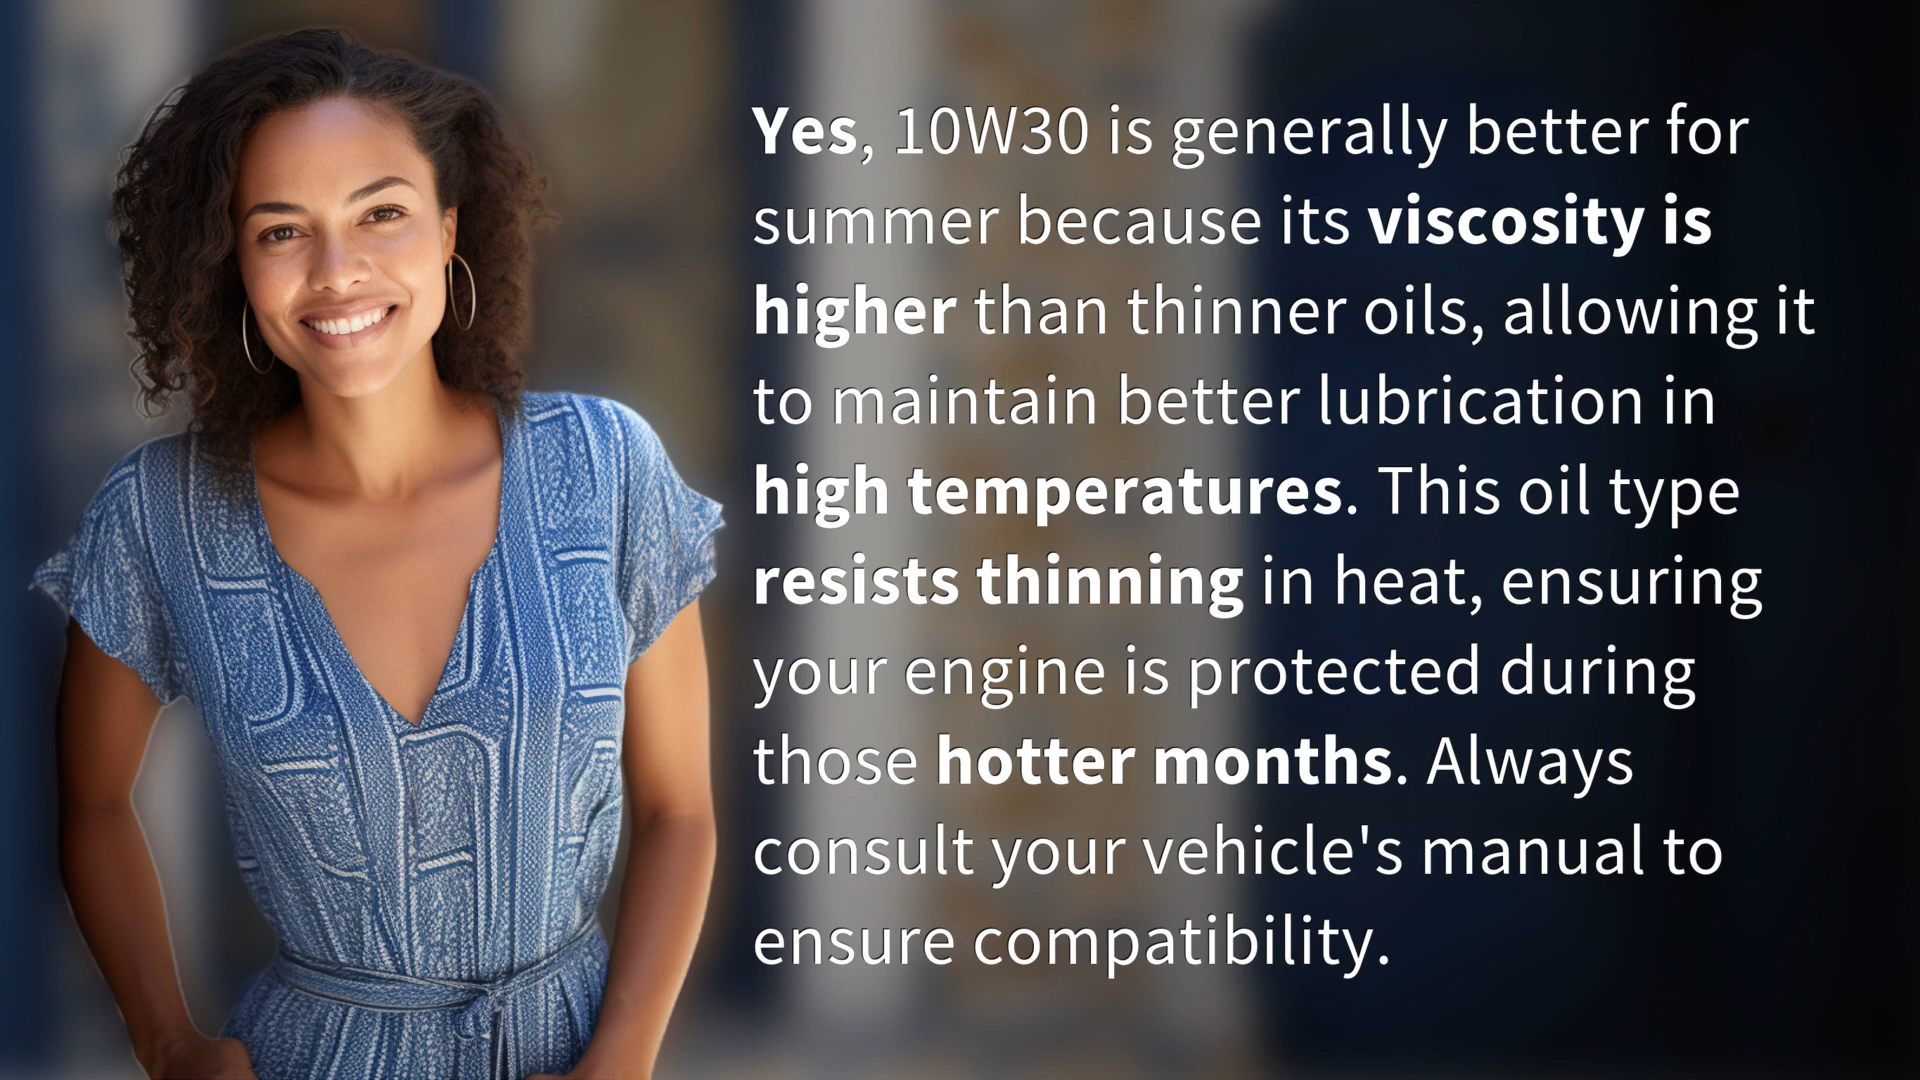 Yes, 10W30 is generally better for
summer because its viscosity is
higher than thinner oils, allowing it
to maintain better lubrication in
high temperatures. This oil type
resists thinning in heat, ensuring
your engine is protected during
those hotter months. Always
consult your vehicle's manual to
ensure compatibility.